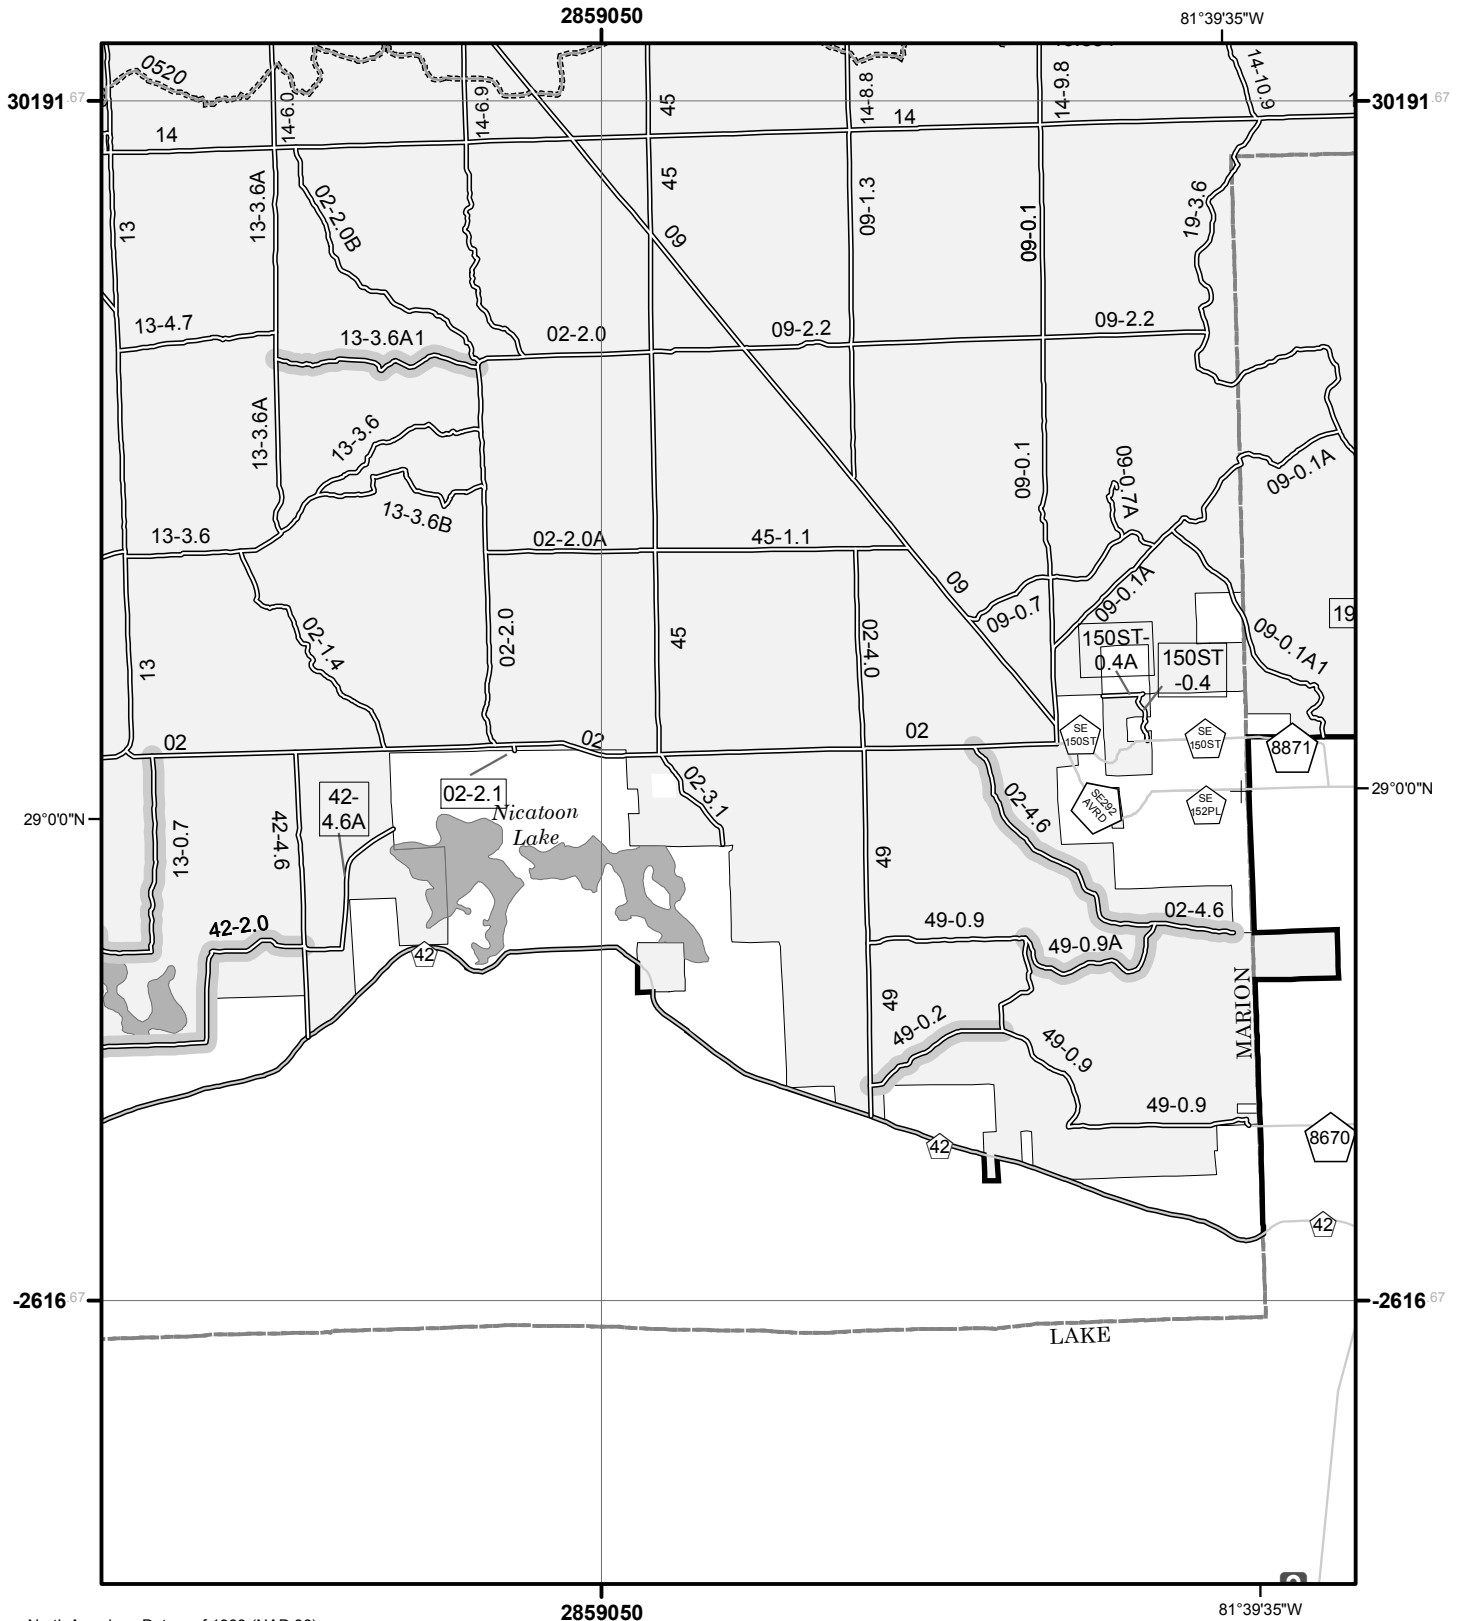 2859050
81°39'35"W
30191.67
30191.67
0520
14-6.0
14-6.9
45
14-8.8
14-9.8
14-10.9
14
14
13
13-3.6A
02-2.0B
45
09
09-1.3
09-0.1
19-3.6
13-4.7
13-3.6A1
02-2.0
09-2.2
09-2.2
13-3.6A
13-3.6
13-3.6B
09-0.1
09-0.7A
09-0.1A
13-3.6
02-2.0A
45-1.1
09
09-0.7
09-0.1A
19
13
02-1.4
02-2.0
45
02-4.0
150ST-
0.4A
150ST
-0.4
09-0.1A1
02
02
02
SE
150ST
SE
150ST
8871
29°0'0"N
29°0'0"N
42-
4.6A
02-2.1
Nicatoon
Lake
02-3.1
02-4.6
SE292
AVRD
SE
152PL
13-0.7
42-4.6
49
42-2.0
42
49-0.9
49-0.9A
02-4.6
MARION
49
49-0.2
49-0.9
49-0.9
42
8670
42
-2616.67
-2616.67
LAKE
2859050
81°39'35"W